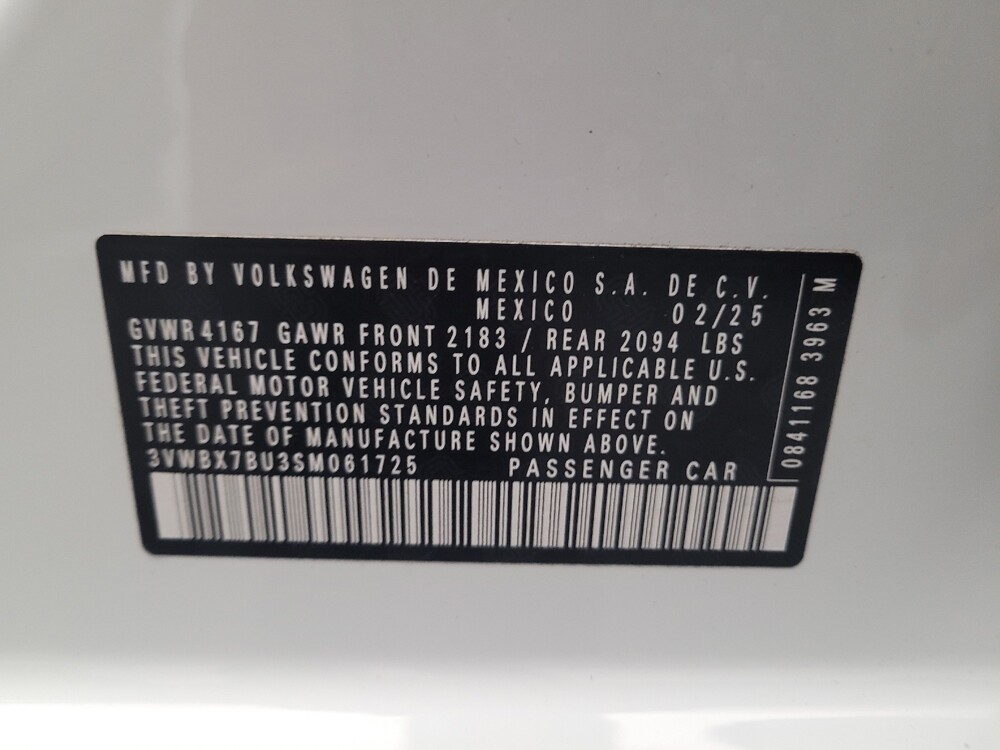 MFD BY VOLKSWAGEN DE MEXICO S.A. DE C.V.
MEXICO 02/25
GVWR 4167 GAWR FRONT 2183 / REAR 2094 LBS
THIS VEHICLE CONFORMS TO ALL APPLICABLE U.S.
FEDERAL MOTOR VEHICLE SAFETY, BUMPER AND
THEFT PREVENTION STANDARDS IN EFFECT ON
THE DATE OF MANUFACTURE SHOWN ABOVE.
3VWBX7BU3SM061725 PASSENGER CAR
0841168 3963 M